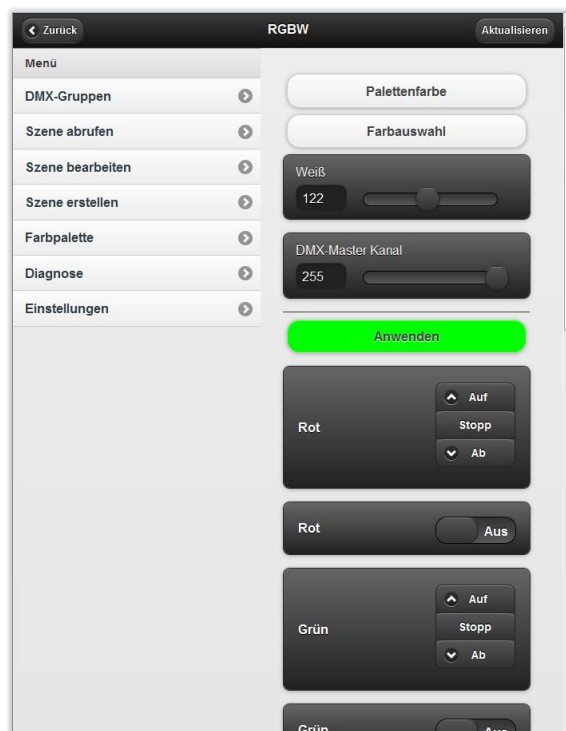 Zurück
RGBW
Aktualisieren
Menü
DMX-Gruppen
Szene abrufen
Szene bearbeiten
Szene erstellen
Farbpalette
Diagnose
Einstellungen
Palettenfarbe
Farbauswahl
Weiß
122
DMX-Master Kanal
255
Anwenden
Rot
Auf
Stopp
Ab
Rot
Aus
Grün
Auf
Stopp
Ab
Grün
Aus